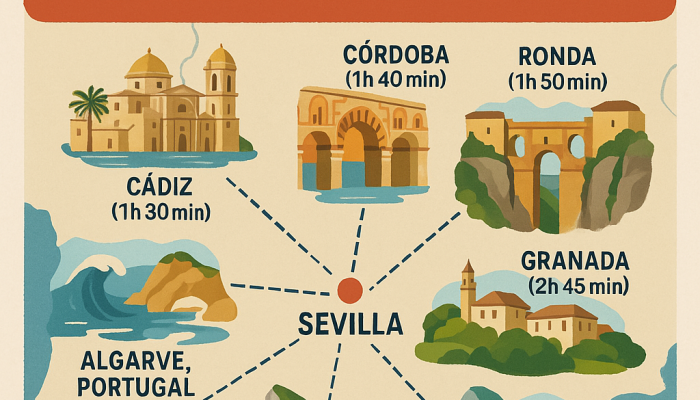 CÓRDOBA
(1h 40 min)
RONDA
(1h 50 min)
CÁDIZ
(1h 30 min)
GRANADA
(2h 45 min)
SEVILLA
ALGARVE,
PORTUGAL